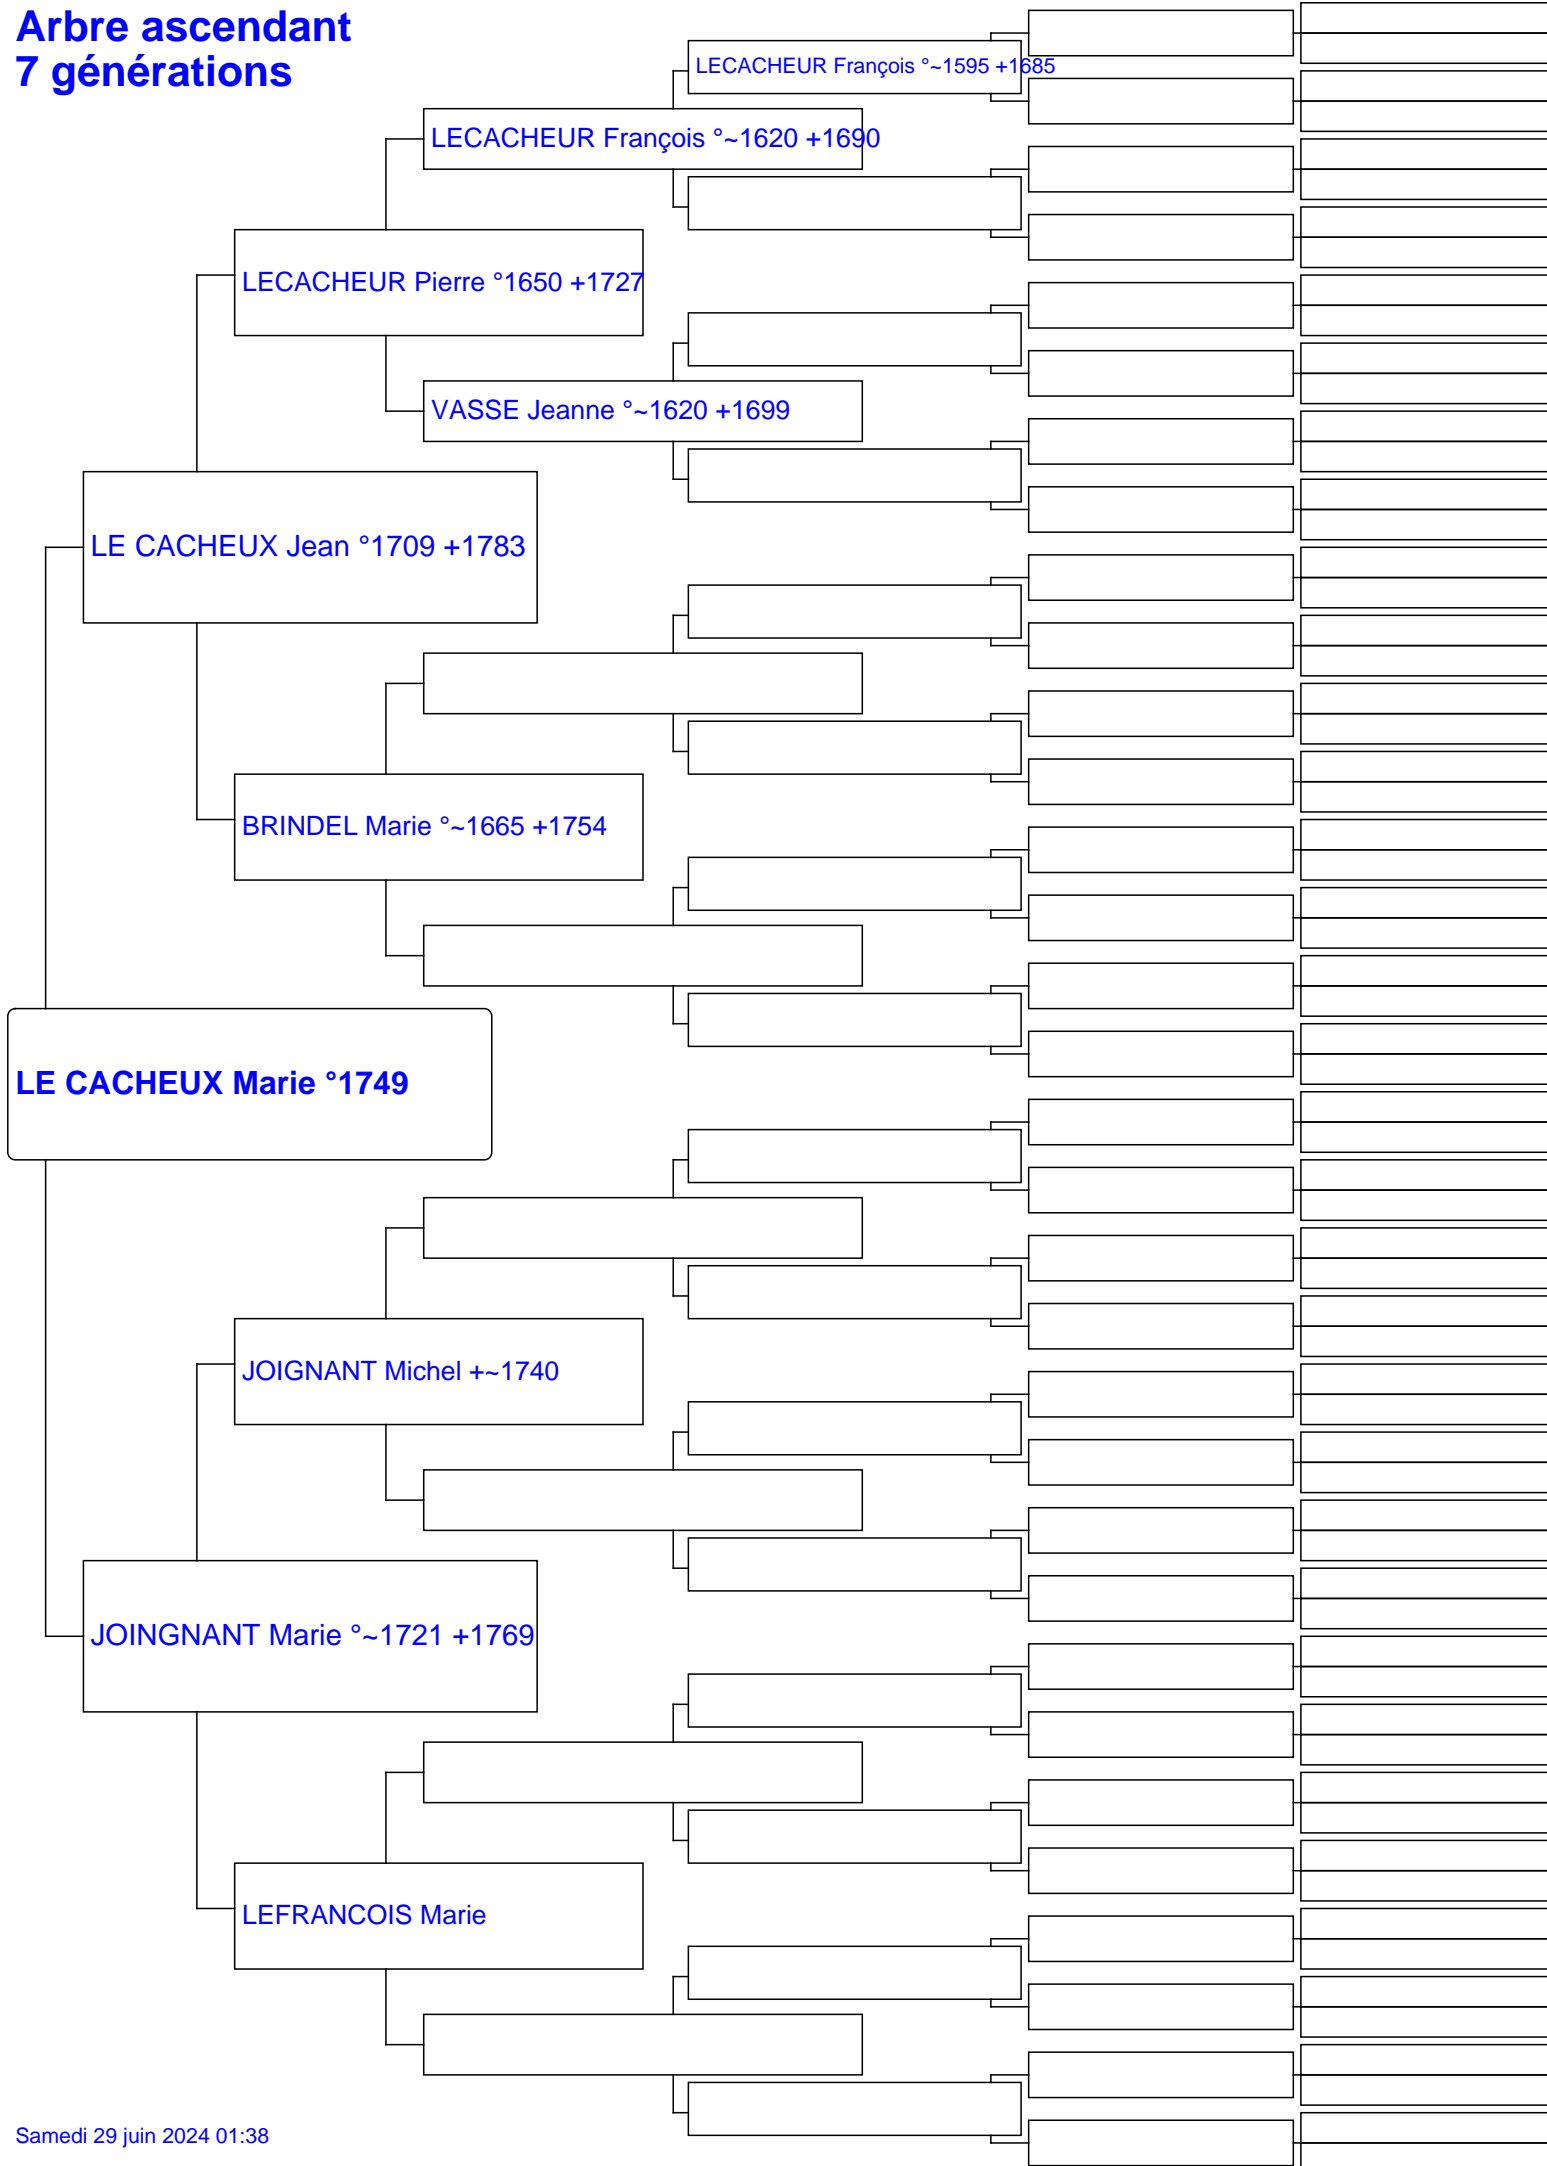 Arbre ascendant
7 générations
LECACHEUR François °~1595 +1685
LECACHEUR François °~1620 +1690
LECACHEUR Pierre °1650 +1727
VASSE Jeanne °~1620 +1699
LE CACHEUX Jean °1709 +1783
BRINDEL Marie °~1665 +1754
LE CACHEUX Marie °1749
JOIGNANT Michel +~1740
JOINGNANT Marie °~1721 +1769
LEFRANCOIS Marie
Samedi 29 juin 2024 01:38